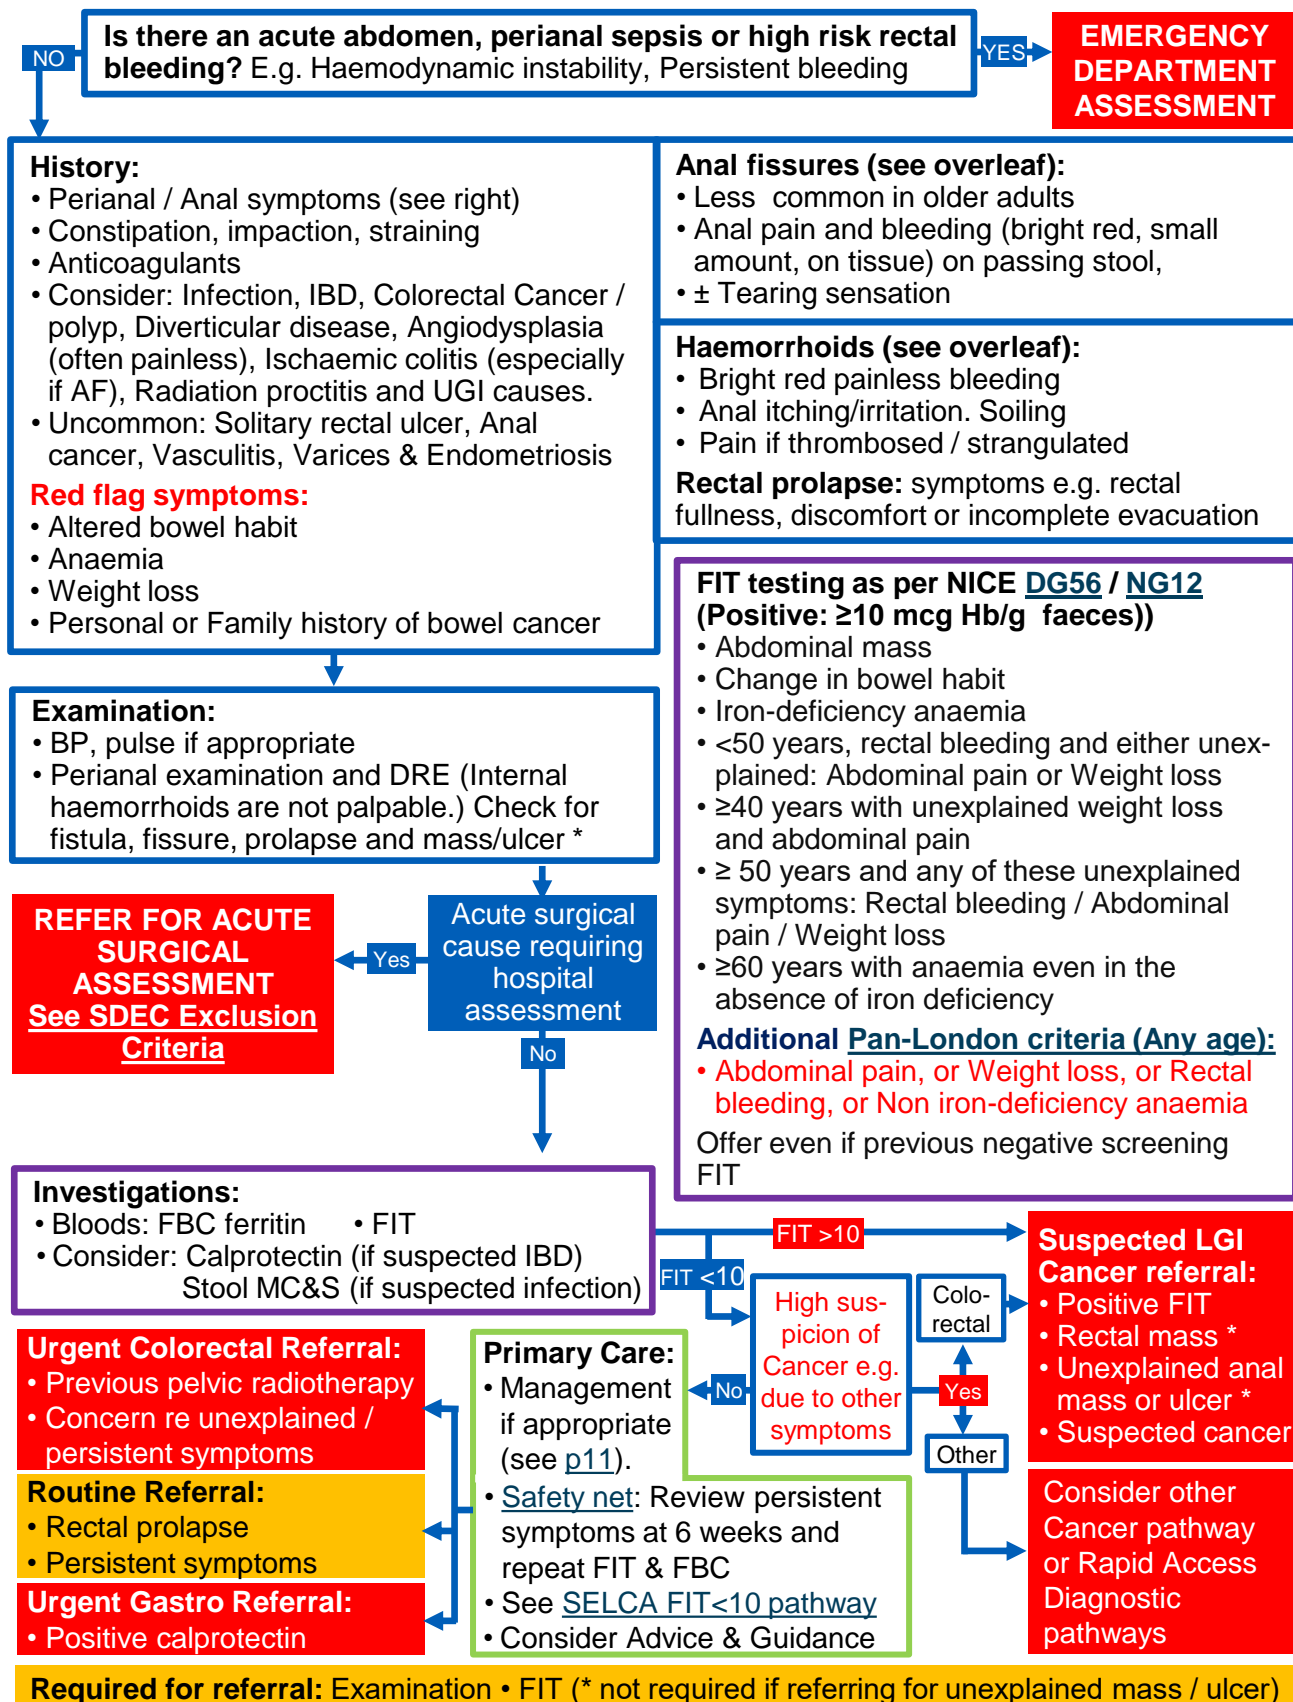 Is there an acute abdomen, perianal sepsis or high risk rectal
bleeding? E.g. Haemodynamic instability, Persistent bleeding
NO
YES
EMERGENCY
DEPARTMENT
ASSESSMENT
History:
• Perianal / Anal symptoms (see right)
• Constipation, impaction, straining
• Anticoagulants
• Consider: Infection, IBD, Colorectal Cancer /
polyp, Diverticular disease, Angiodysplasia
(often painless), Ischaemic colitis (especially
if AF), Radiation proctitis and UGI causes.
• Uncommon: Solitary rectal ulcer, Anal
cancer, Vasculitis, Varices & Endometriosis
Red flag symptoms:
• Altered bowel habit
• Anaemia
• Weight loss
• Personal or Family history of bowel cancer
Anal fissures (see overleaf):
• Less common in older adults
• Anal pain and bleeding (bright red, small
amount, on tissue) on passing stool,
• ± Tearing sensation
Haemorrhoids (see overleaf):
• Bright red painless bleeding
• Anal itching/irritation. Soiling
• Pain if thrombosed / strangulated
Rectal prolapse: symptoms e.g. rectal
fullness, discomfort or incomplete evacuation
FIT testing as per NICE DG56 / NG12
(Positive: ≥10 mcg Hb/g faeces))
• Abdominal mass
• Change in bowel habit
• Iron-deficiency anaemia
• <50 years, rectal bleeding and either unex-
plained: Abdominal pain or Weight loss
• ≥40 years with unexplained weight loss
and abdominal pain
• ≥ 50 years and any of these unexplained
symptoms: Rectal bleeding / Abdominal
pain / Weight loss
• ≥60 years with anaemia even in the
absence of iron deficiency
Additional Pan-London criteria (Any age):
• Abdominal pain, or Weight loss, or Rectal
bleeding, or Non iron-deficiency anaemia
Offer even if previous negative screening
FIT
Examination:
• BP, pulse if appropriate
• Perianal examination and DRE (Internal
haemorrhoids are not palpable.) Check for
fistula, fissure, prolapse and mass/ulcer *
Acute surgical
cause requiring
hospital
assessment
Yes
REFER FOR ACUTE
SURGICAL
ASSESSMENT
See SDEC Exclusion
Criteria
No
Investigations:
• Bloods: FBC ferritin • FIT
• Consider: Calprotectin (if suspected IBD)
Stool MC&S (if suspected infection)
FIT >10
FIT <10
High sus-
picion of
Cancer e.g.
due to other
symptoms
Colo-
rectal
Yes
Other
No
Suspected LGI
Cancer referral:
• Positive FIT
• Rectal mass *
• Unexplained anal
mass or ulcer *
• Suspected cancer
Consider other
Cancer pathway
or Rapid Access
Diagnostic
pathways
Primary Care:
• Management
if appropriate
(see p11).
• Safety net: Review persistent
symptoms at 6 weeks and
repeat FIT & FBC
• See SELCA FIT<10 pathway
• Consider Advice & Guidance
Urgent Colorectal Referral:
• Previous pelvic radiotherapy
• Concern re unexplained /
persistent symptoms
Routine Referral:
• Rectal prolapse
• Persistent symptoms
Urgent Gastro Referral:
• Positive calprotectin
Required for referral: Examination • FIT (* not required if referring for unexplained mass / ulcer)